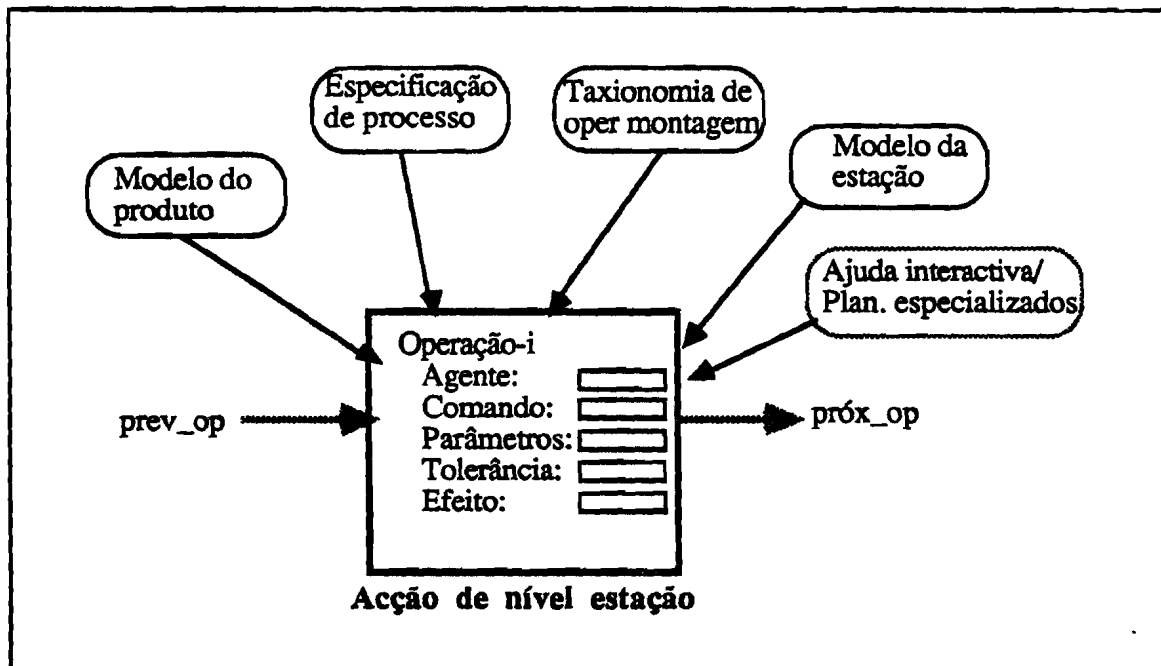 Especificação
de processo
Taxionomia de
oper montagem
Modelo da
estação
Modelo do
produto
Ajuda interactiva/
Plan. especializados
Operação-i
Agente:
Comando:
Parâmetros:
Tolerância:
Efeito:
prev_op
próx_op
Acção de nível estação